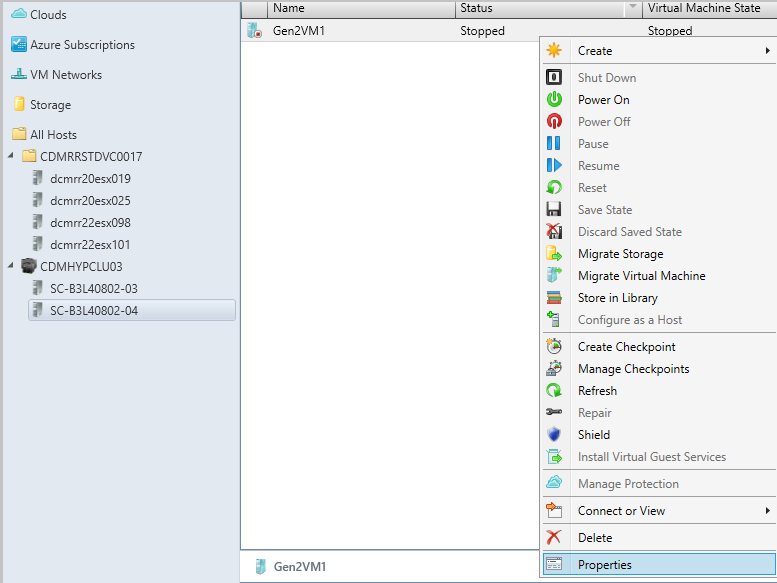 Clouds
Azure Subscriptions
VM Networks
Storage
All Hosts
CDMRRSTDVC0017
dcmrr20esx019
dcmrr20esx025
dcmrr22esx098
dcmrr22esx101
CDMHYPCLU03
SC-B3L40802-03
SC-B3L40802-04
Name Status Virtual Machine State
Gen2VM1 Stopped Stopped
Create
Shut Down
Power On
Power Off
Pause
Resume
Reset
Save State
Discard Saved State
Migrate Storage
Migrate Virtual Machine
Store in Library
Configure as a Host
Create Checkpoint
Manage Checkpoints
Refresh
Repair
Shield
Install Virtual Guest Services
Manage Protection
Connect or View
Delete
Properties
Gen2VM1